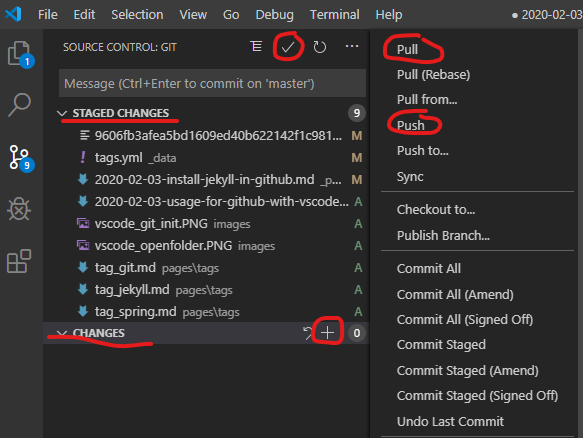 File Edit Selection View Go Debug Terminal Help ● 2020-02-03
SOURCE CONTROL: GIT
Message (Ctrl+Enter to commit on 'master')
STAGED CHANGES 9
9606fb3afea5bd1609ed40b622142f1c981... M
! tags.yml _data M
2020-02-03-install-jekyll-in-github.md _p... M
2020-02-03-usage-for-github-with-vscode... A
vscode_git_init.PNG images A
vscode_openfolder.PNG images A
tag_git.md pages\tags A
tag_jekyll.md pages\tags A
tag_spring.md pages\tags A
CHANGES 0
1
9
Pull
Pull (Rebase)
Pull from...
Push
Push to...
Sync
Checkout to...
Publish Branch...
Commit All
Commit All (Amend)
Commit All (Signed Off)
Commit Staged
Commit Staged (Amend)
Commit Staged (Signed Off)
Undo Last Commit